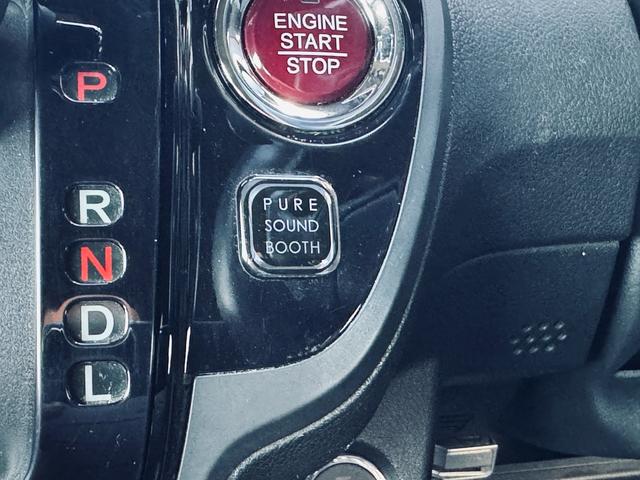 ENGINE
START
STOP
P
R
N
D
L
PURE
SOUND
BOOTH